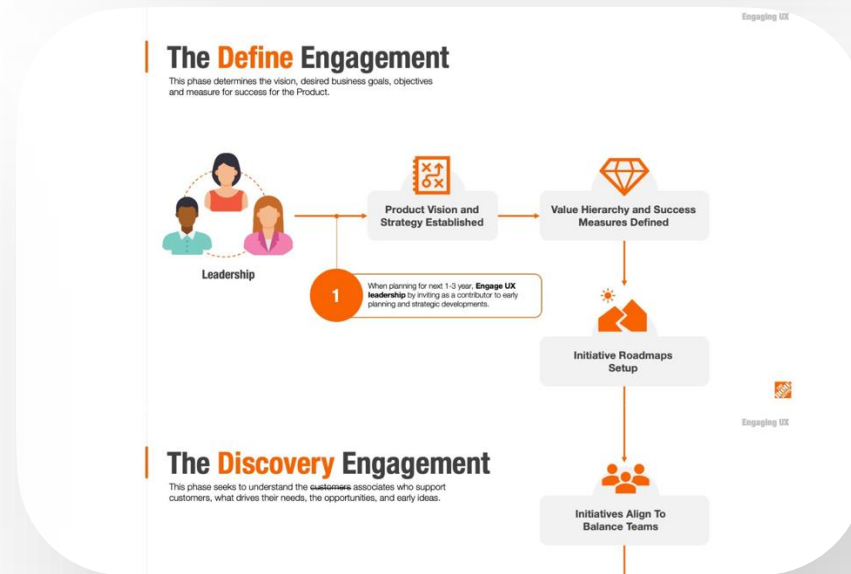 Engaging UX
The Define Engagement
This phase determines the vision, desired business goals, objectives
and measure for success for the Product.
Product Vision and
Strategy Established
Value Hierarchy and Success
Measures Defined
Leadership
1
When planning for next 1-3 year, Engage UX
leadership by inviting as a contributor to early
planning and strategic developments.
Initiative Roadmaps
Setup
Engaging UX
The Discovery Engagement
This phase seeks to understand the customers associates who support
customers, what drives their needs, the opportunities, and early ideas.
Initiatives Align To
Balance Teams